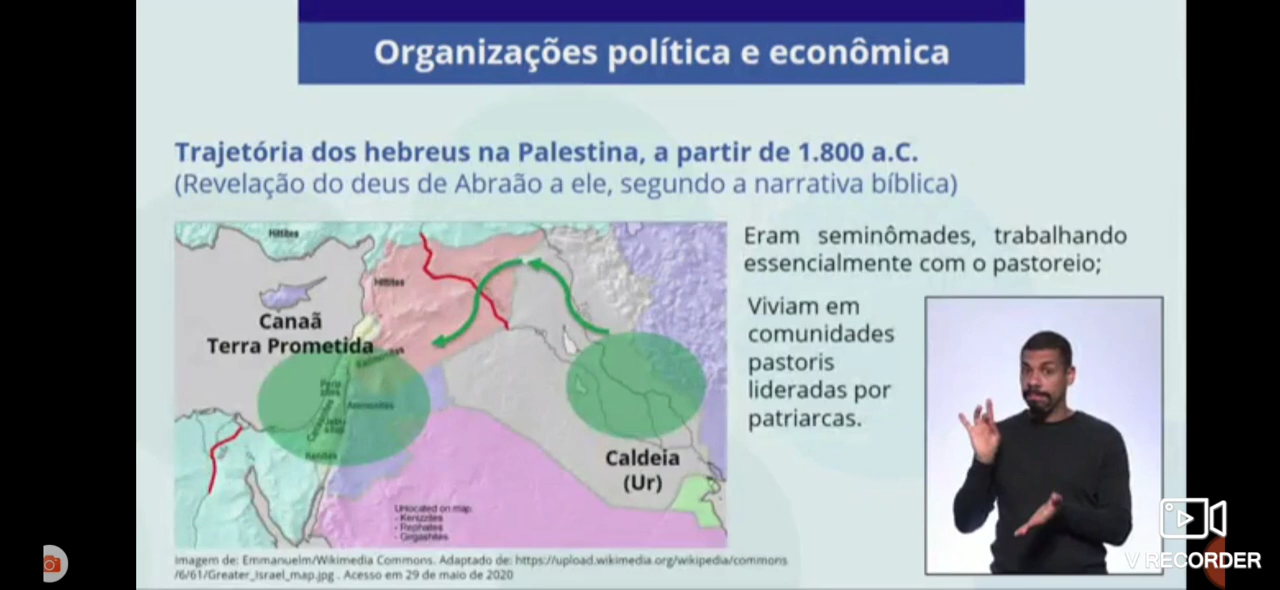 Organizações política e econômica
Trajetória dos hebreus na Palestina, a partir de 1.800 a.C.
(Revelação do deus de Abraão a ele, segundo a narrativa bíblica)
Eram seminômades, trabalhando
essencialmente com o pastoreio;
Viviam em
comunidades
pastoris
lideradas por
patriarcas.
Hittites
Hittites
Canaã
Terra Prometida
Caldeia
(Ur)
Unlocated on map
- Kenizzites
- Rephaites
- Girgashites
Imagem de: Emmanuelm/Wikimedia Commons. Adaptado de: https://upload.wikimedia.org/wikipedia/commons
/6/61/Greater_Israel_map.jpg . Acesso em 29 de maio de 2020
V RECORDER